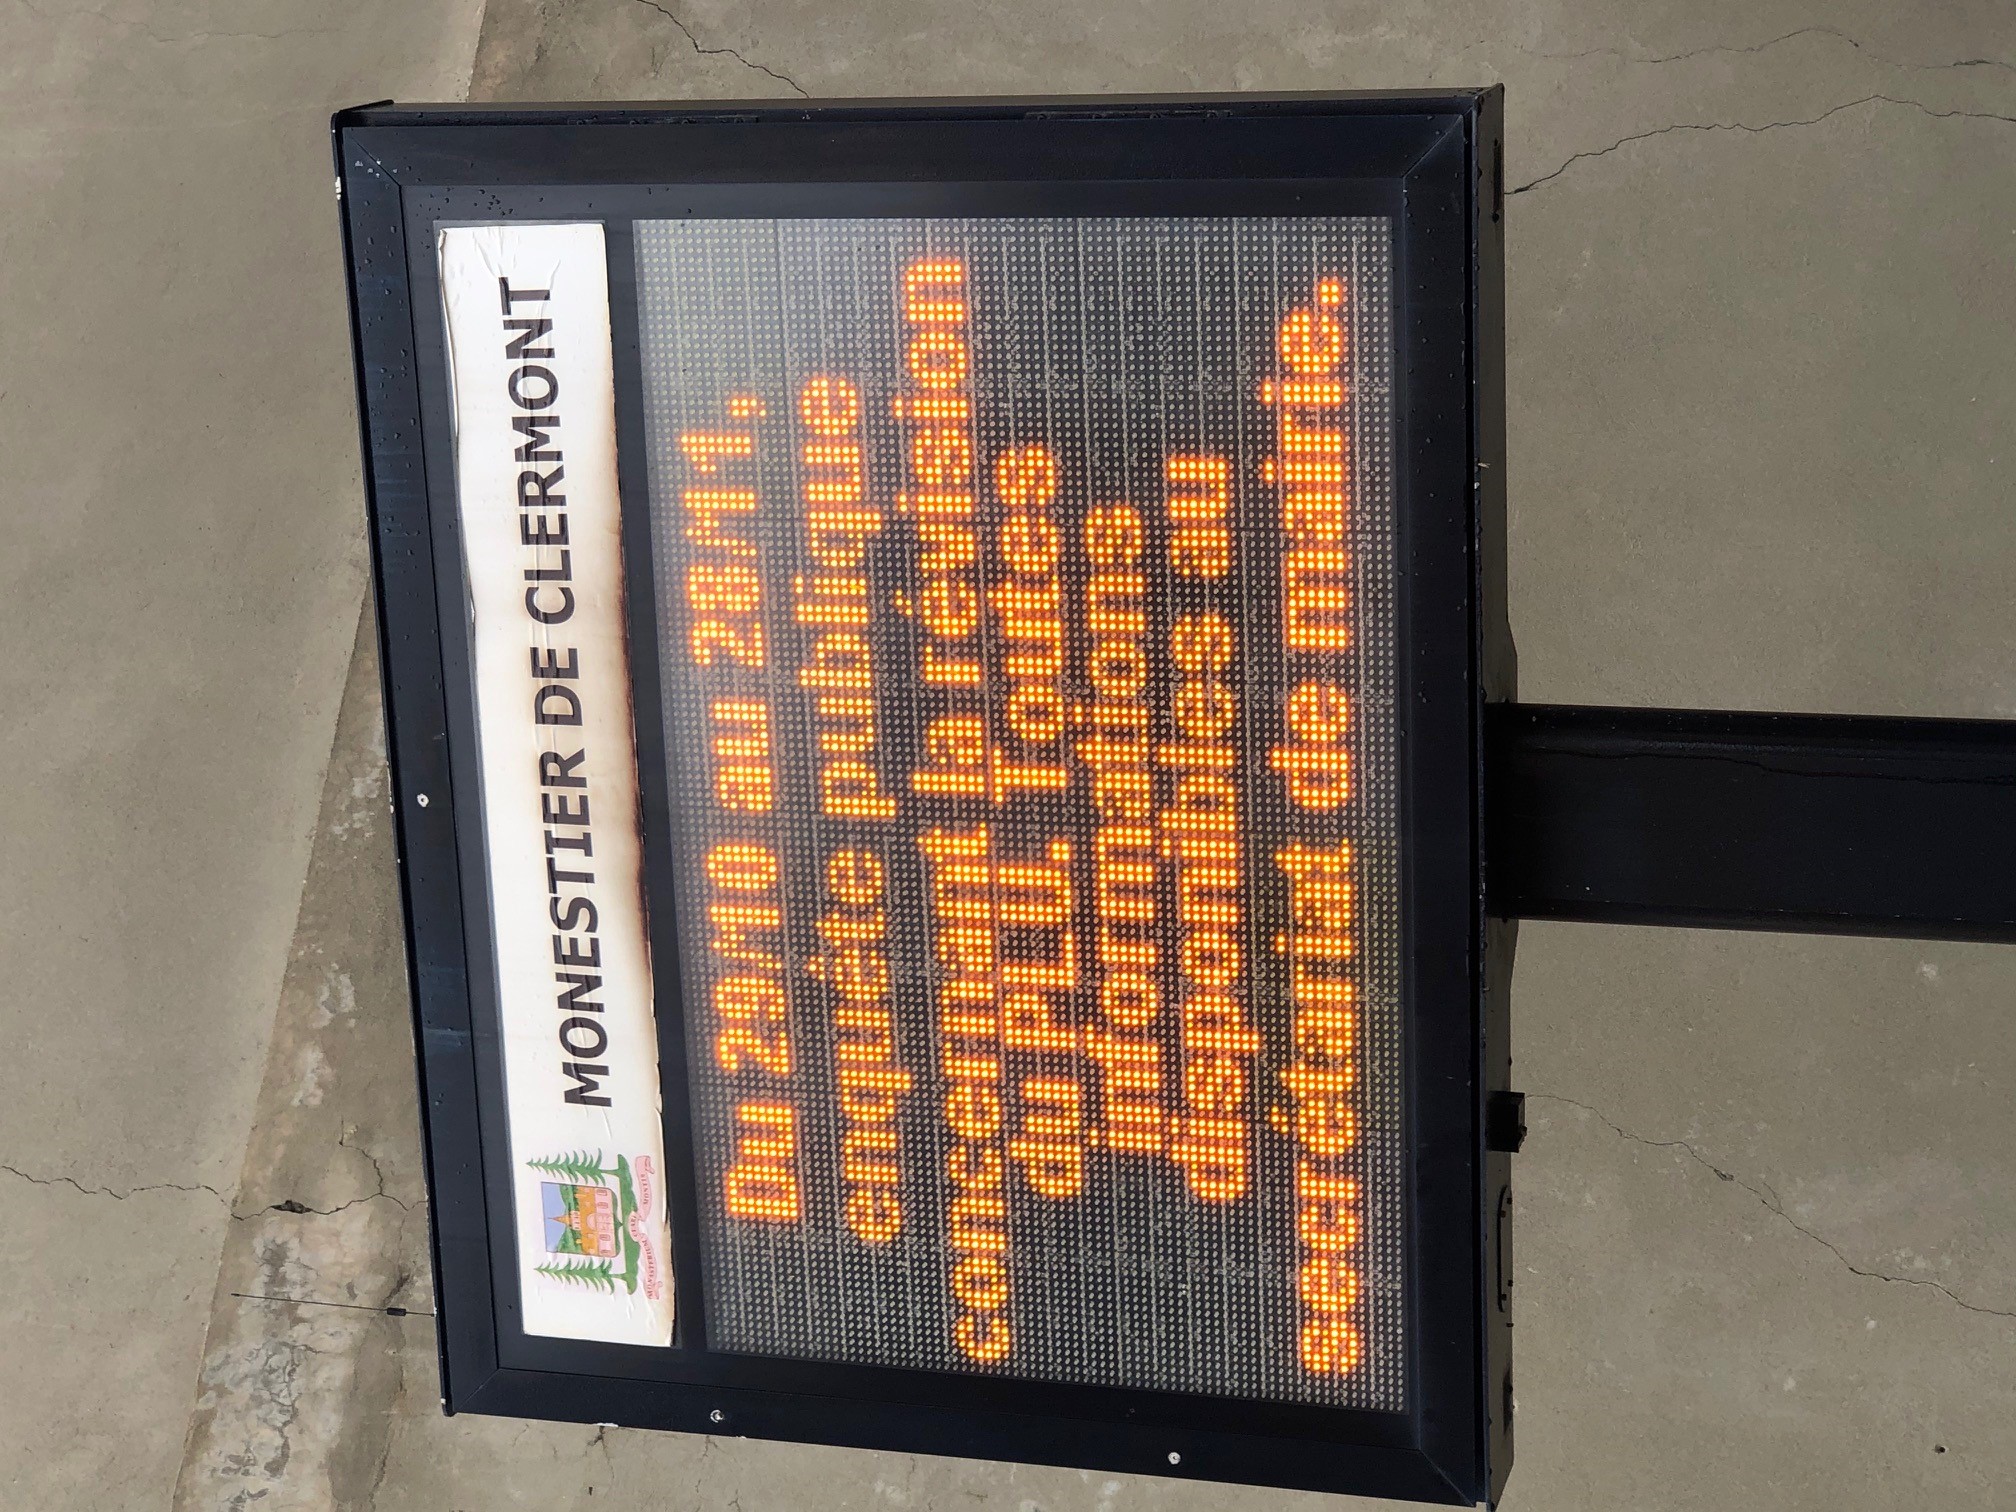 MONESTIER DE CLERMONT
Du 29/10 au 28/11,
enquête publique
concernant la révision
du PLU. Toutes
informations
disponibles au
secrétariat de mairie.